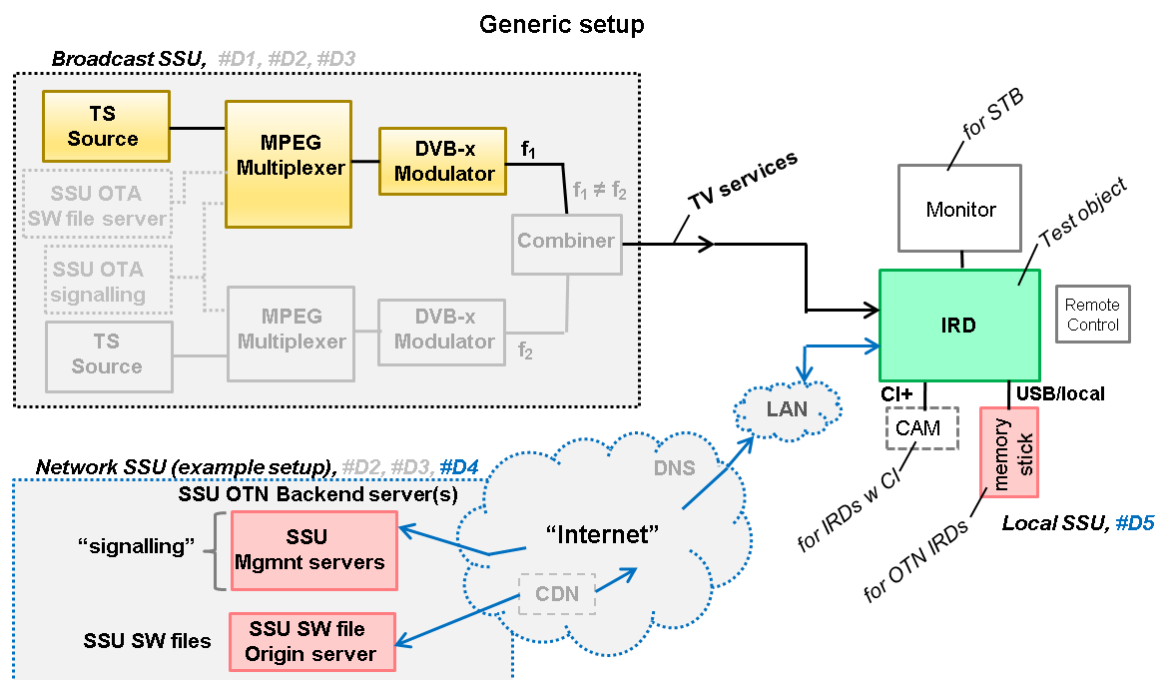 Generic setup
Broadcast SSU, #D1, #D2, #D3
TS
Source
MPEG
Multiplexer
DVB-x
Modulator
f1
f1 ≠ f2
SSU OTA
SW file server
SSU OTA
signalling
Combiner
TS
Source
MPEG
Multiplexer
DVB-x
Modulator
f2
TV services
for STB
Monitor
Test object
IRD
Remote
Control
CI+
USB/local
CAM
memory
stick
for IRDs w CI
for OTN IRDs
Local SSU, #D5
LAN
DNS
"Internet"
CDN
Network SSU (example setup), #D2, #D3, #D4
SSU OTN Backend server(s)
"signalling"
SSU
Mgmnt servers
SSU SW files
SSU SW file
Origin server